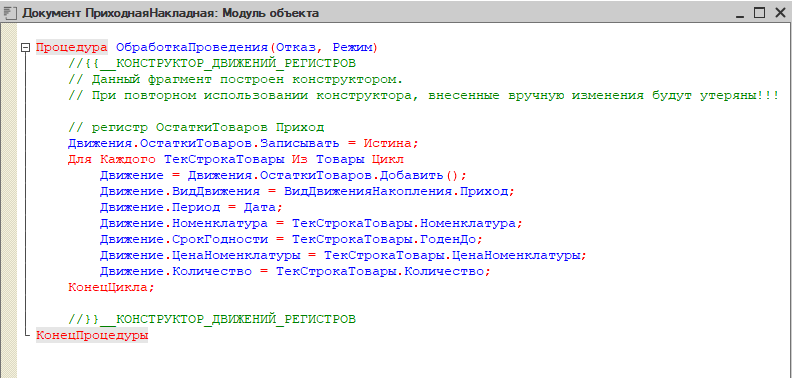 Документ ПриходнаяНакладная: Модуль объекта
Процедура ОбработкаПроведения(Отказ, Режим)
//{{__КОНСТРУКТОР_ДВИЖЕНИЙ_РЕГИСТРОВ
// Данный фрагмент построен конструктором.
// При повторном использовании конструктора, внесенные вручную изменения будут утеряны!!!
// регистр ОстаткиТоваров Приход
Движения.ОстаткиТоваров.Записывать = Истина;
Для Каждого ТекСтрокаТовары Из Товары Цикл
Движение = Движения.ОстаткиТоваров.Добавить();
Движение.ВидДвижения = ВидДвиженияНакопления.Приход;
Движение.Период = Дата;
Движение.Номенклатура = ТекСтрокаТовары.Номенклатура;
Движение.СрокГодности = ТекСтрокаТовары.ГоденДо;
Движение.ЦенаНоменклатуры = ТекСтрокаТовары.ЦенаНоменклатуры;
Движение.Количество = ТекСтрокаТовары.Количество;
КонецЦикла;
//}}__КОНСТРУКТОР_ДВИЖЕНИЙ_РЕГИСТРОВ
КонецПроцедуры